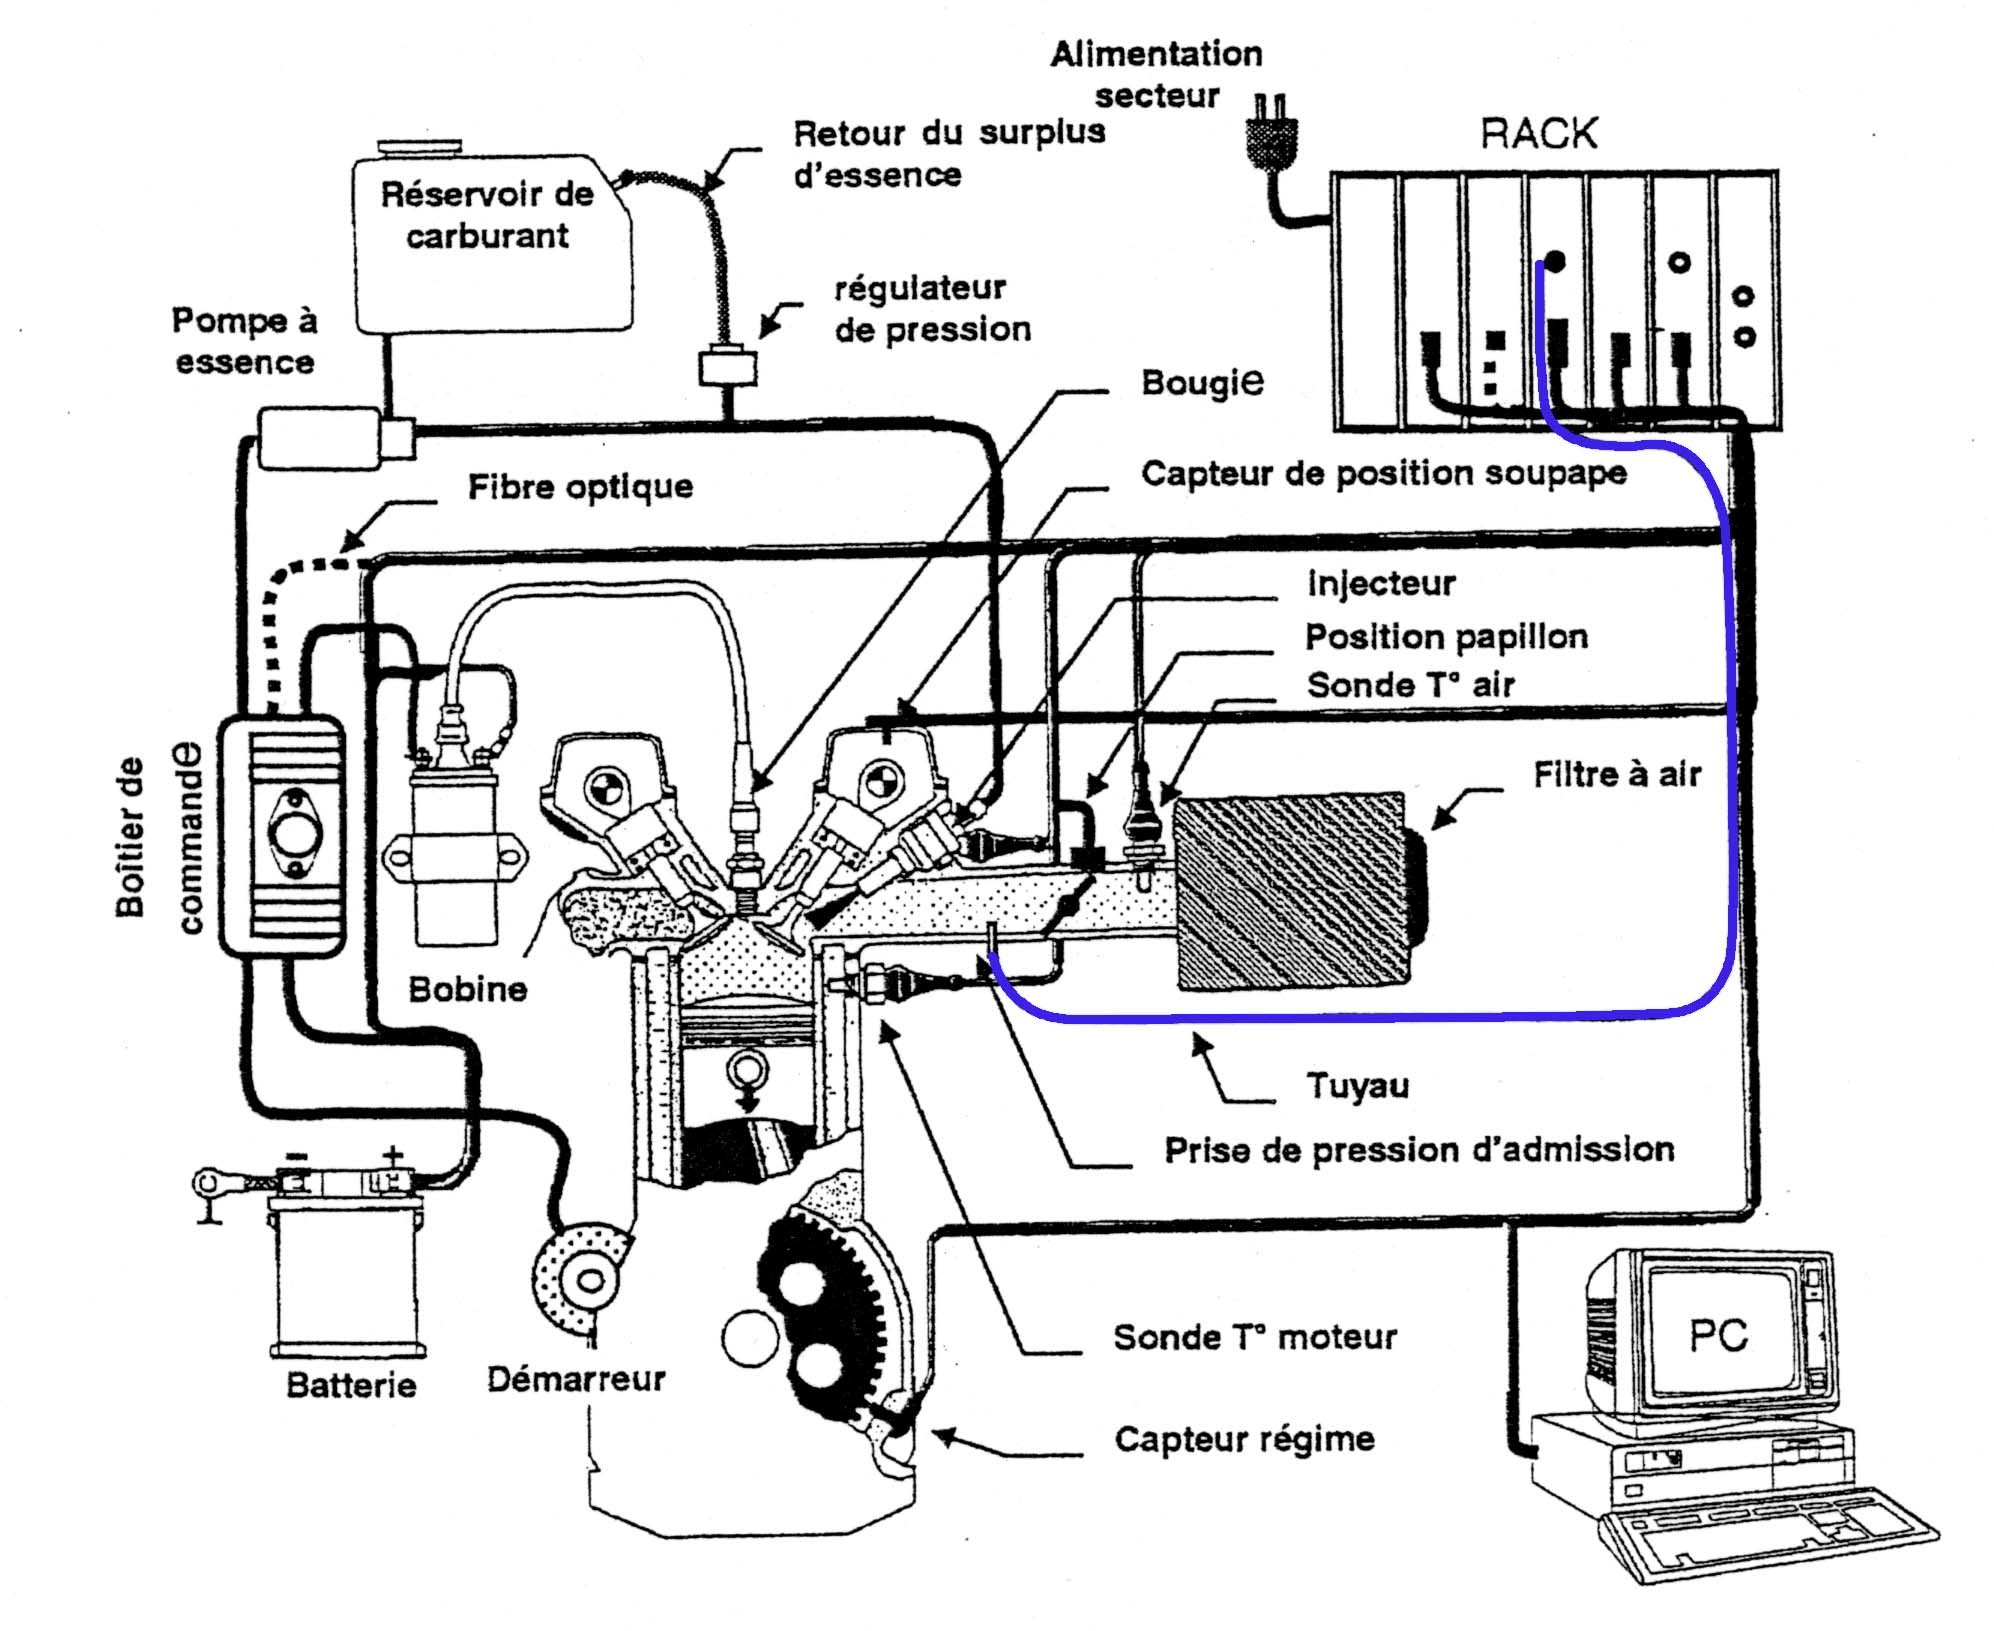 Alimentation
secteur
RACK
Retour du surplus
d'essence
Réservoir de
carburant
régulateur
de pression
Pompe à
essence
Bougie
Capteur de position soupape
Fibre optique
Injecteur
Position papillon
Sonde T° air
Boîtier de
commande
Filtre à air
Bobine
Tuyau
Prise de pression d'admission
- +
Batterie
Démarreur
Sonde T° moteur
PC
Capteur régime